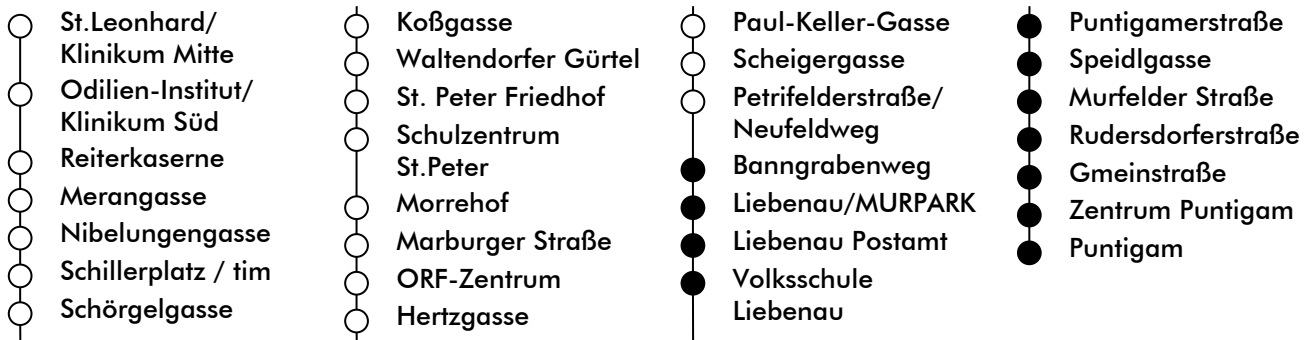 St.Leonhard/
Klinikum Mitte
Odilien-Institut/
Klinikum Süd
Reiterkaserne
Merangasse
Nibelungengasse
Schillerplatz / tim
Schörgelgasse
Koßgasse
Waltendorfer Gürtel
St. Peter Friedhof
Schulzentrum
St.Peter
Morrehof
Marburger Straße
ORF-Zentrum
Hertzgasse
Paul-Keller-Gasse
Scheigergasse
Petrifelderstraße/
Neufeldweg
Banngrabenweg
Liebenau/MURPARK
Liebenau Postamt
Volksschule
Liebenau
Puntigamerstraße
Speidlgasse
Murfelder Straße
Rudersdorferstraße
Gmeinstraße
Zentrum Puntigam
Puntigam